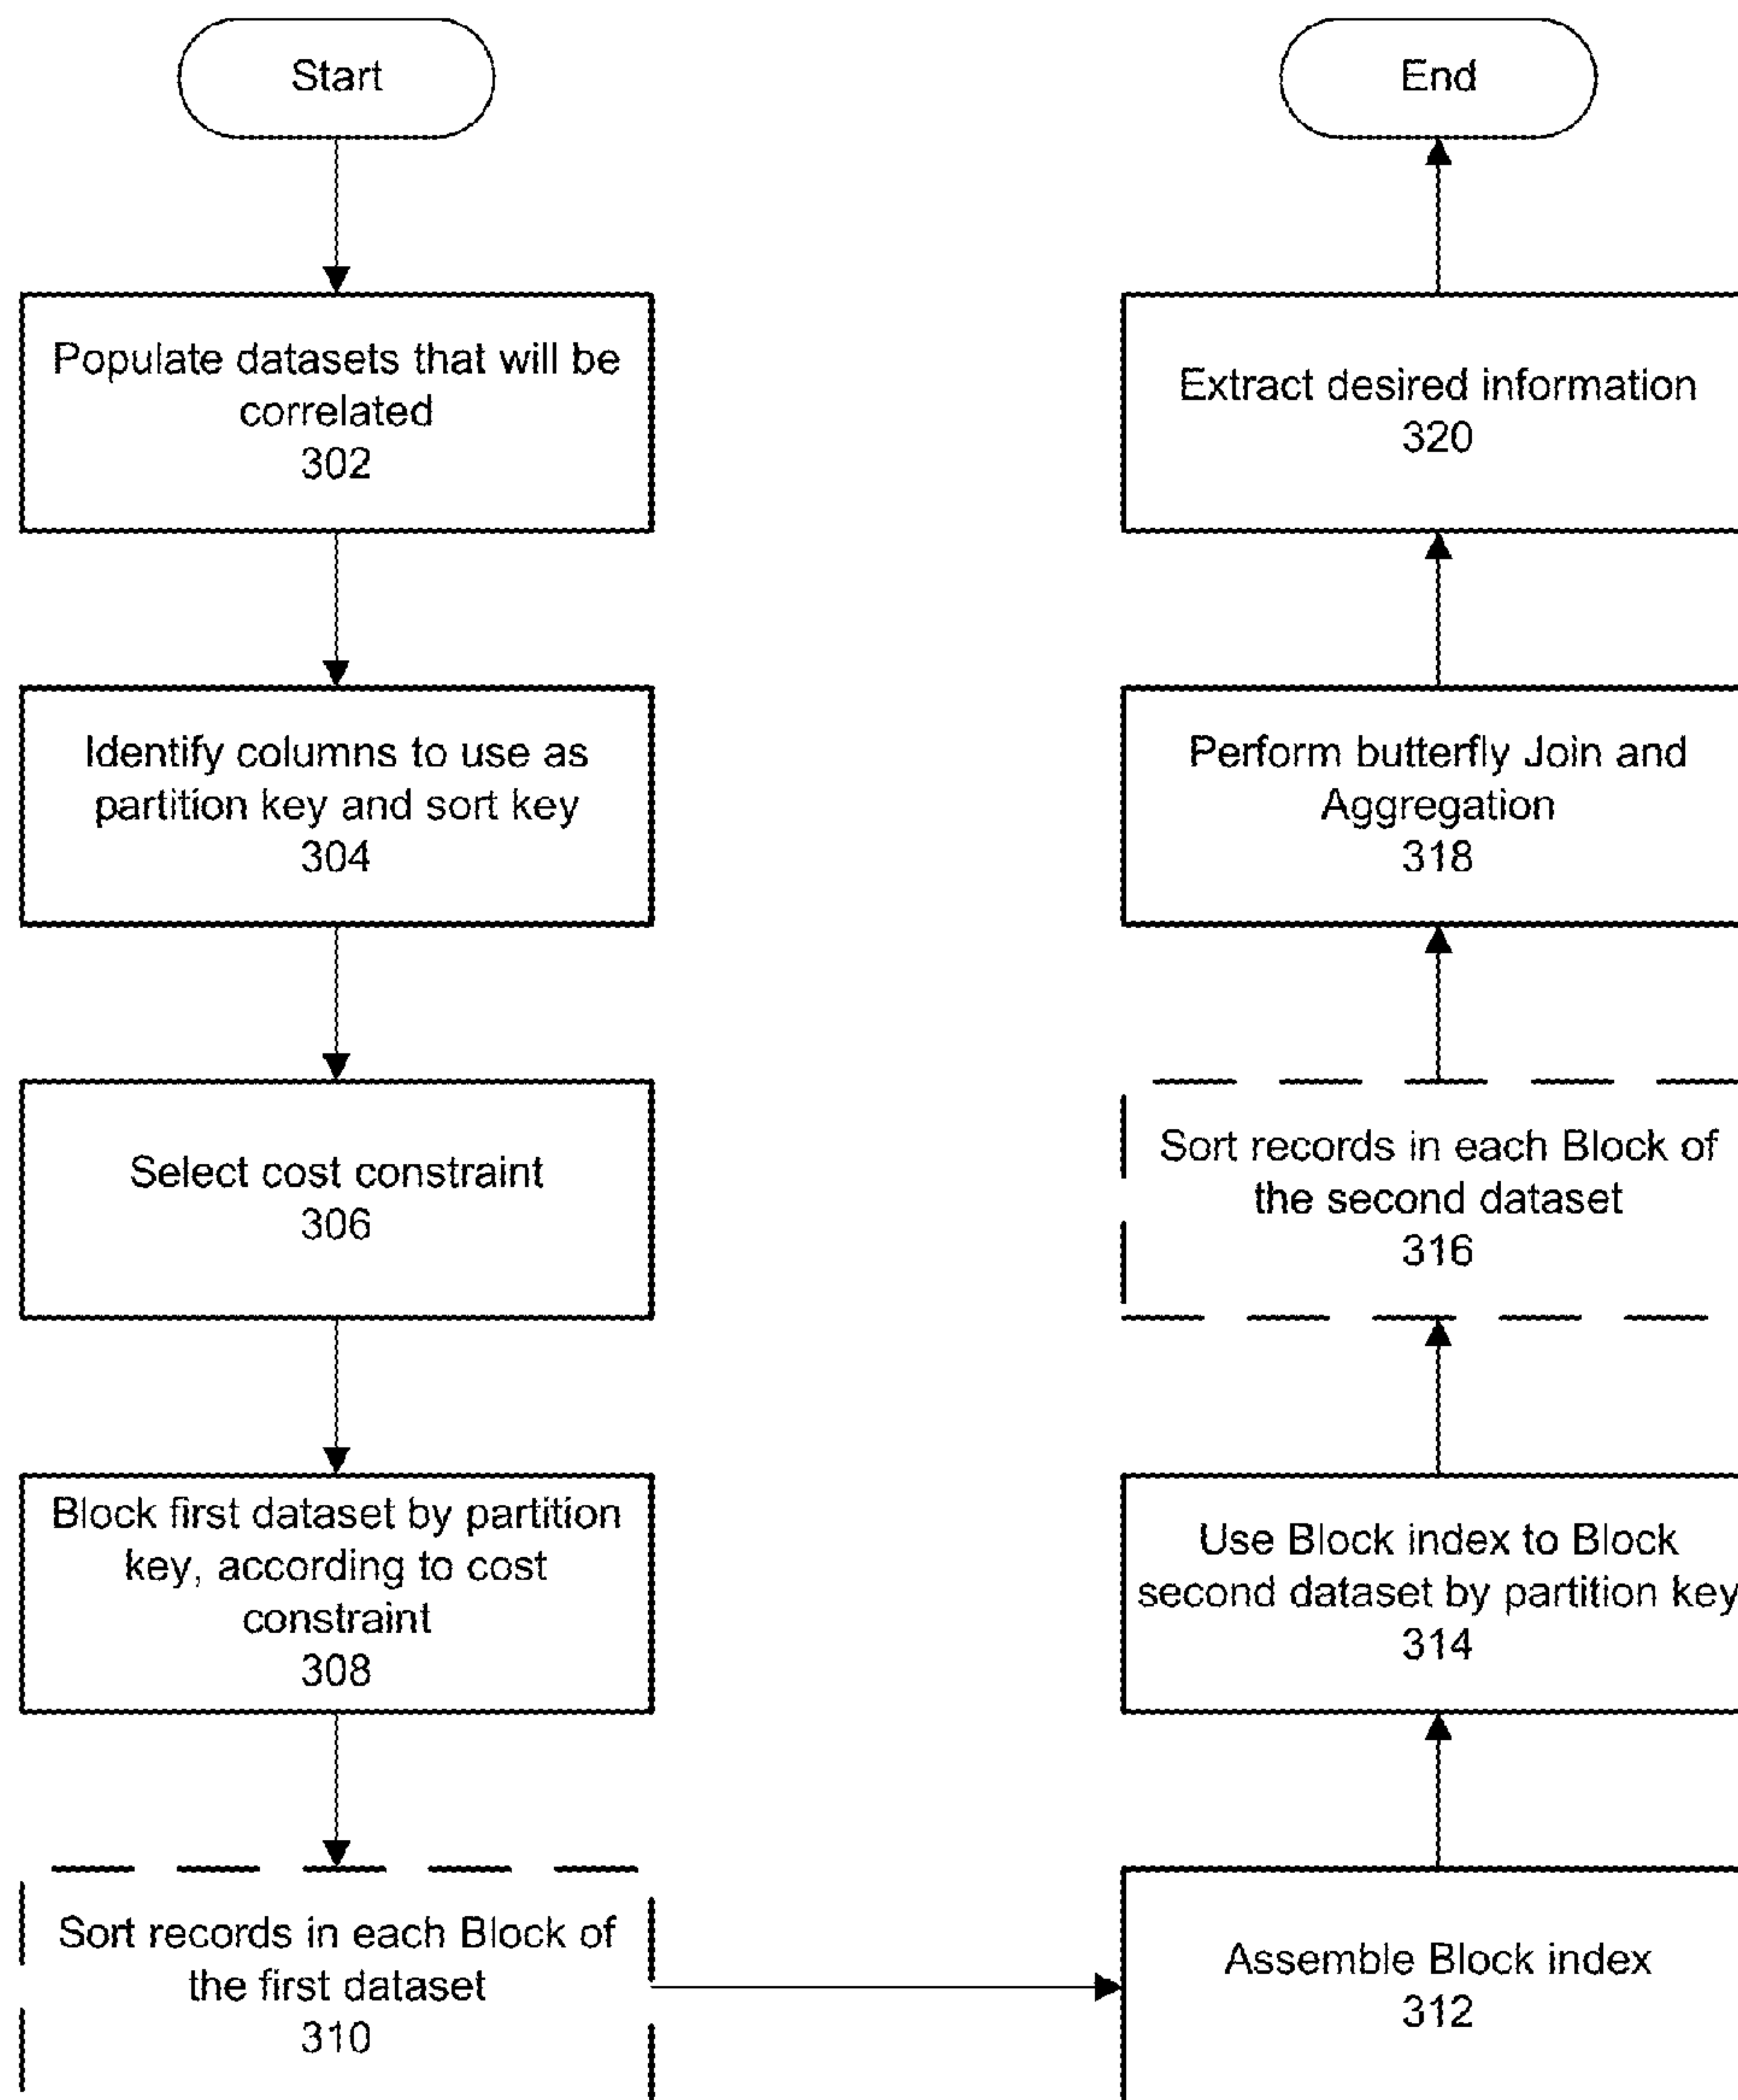 Start
Populate datasets that will be
correlated
302
Identify columns to use as
partition key and sort key
304
Select cost constraint
306
Block first dataset by partition
key, according to cost
constraint
308
Sort records in each Block of
the first dataset
310
Assemble Block index
312
Use Block index to Block
second dataset by partition key
314
Sort records in each Block of
the second dataset
316
Perform butterfly Join and
Aggregation
318
Extract desired information
320
End